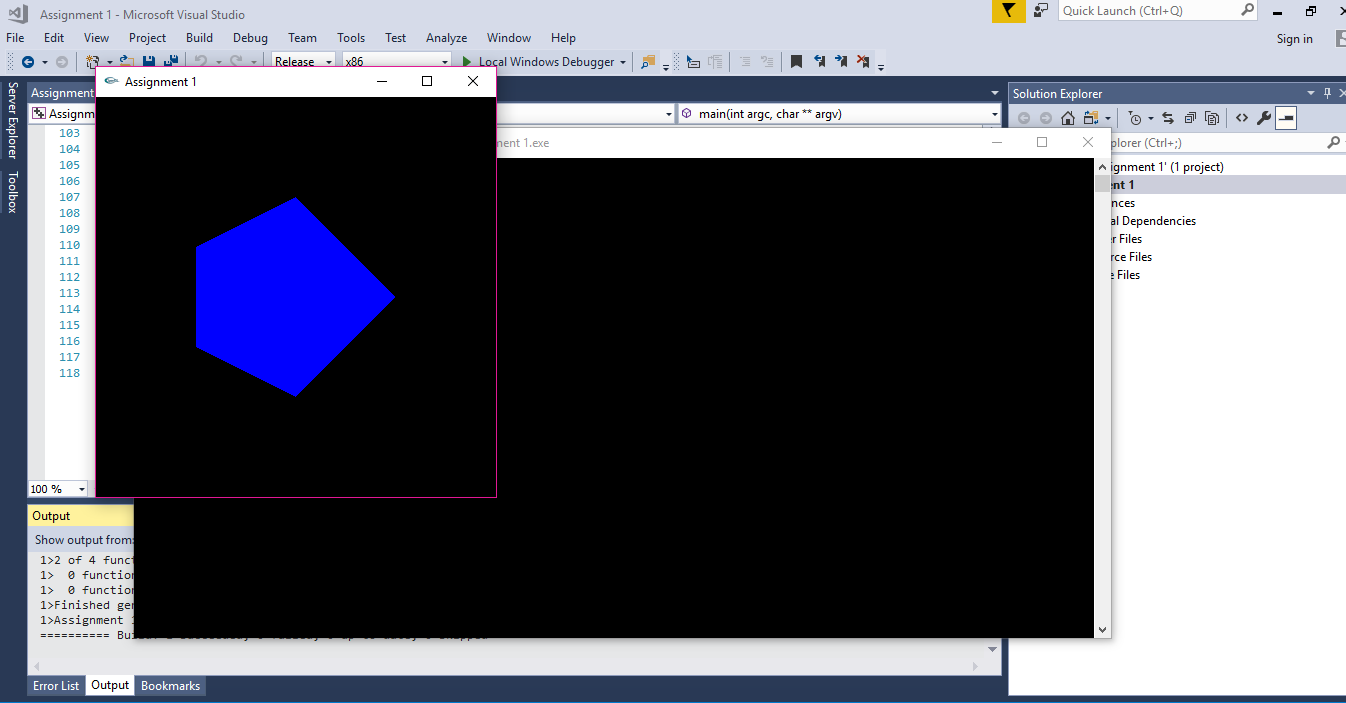 Assignment 1 - Microsoft Visual Studio
Quick Launch (Ctrl+Q)
File Edit View Project Build Debug Team Tools Test Analyze Window Help
Sign in
Release x86 Local Windows Debugger
Server Explorer
Toolbox
Assignment
Assignm
main(int argc, char ** argv)
Assignment 1
nment 1.exe
103
104
105
106
107
108
109
110
111
112
113
114
115
116
117
118
100 %
Solution Explorer
plorer (Ctrl+;)
ignment 1' (1 project)
ent 1
nces
al Dependencies
er Files
rce Files
e Files
Output
Show output from:
1>2 of 4 funct
1> 0 function
1> 0 function
1>Finished gen
1>Assignment 1
========== Bu
Error List Output Bookmarks